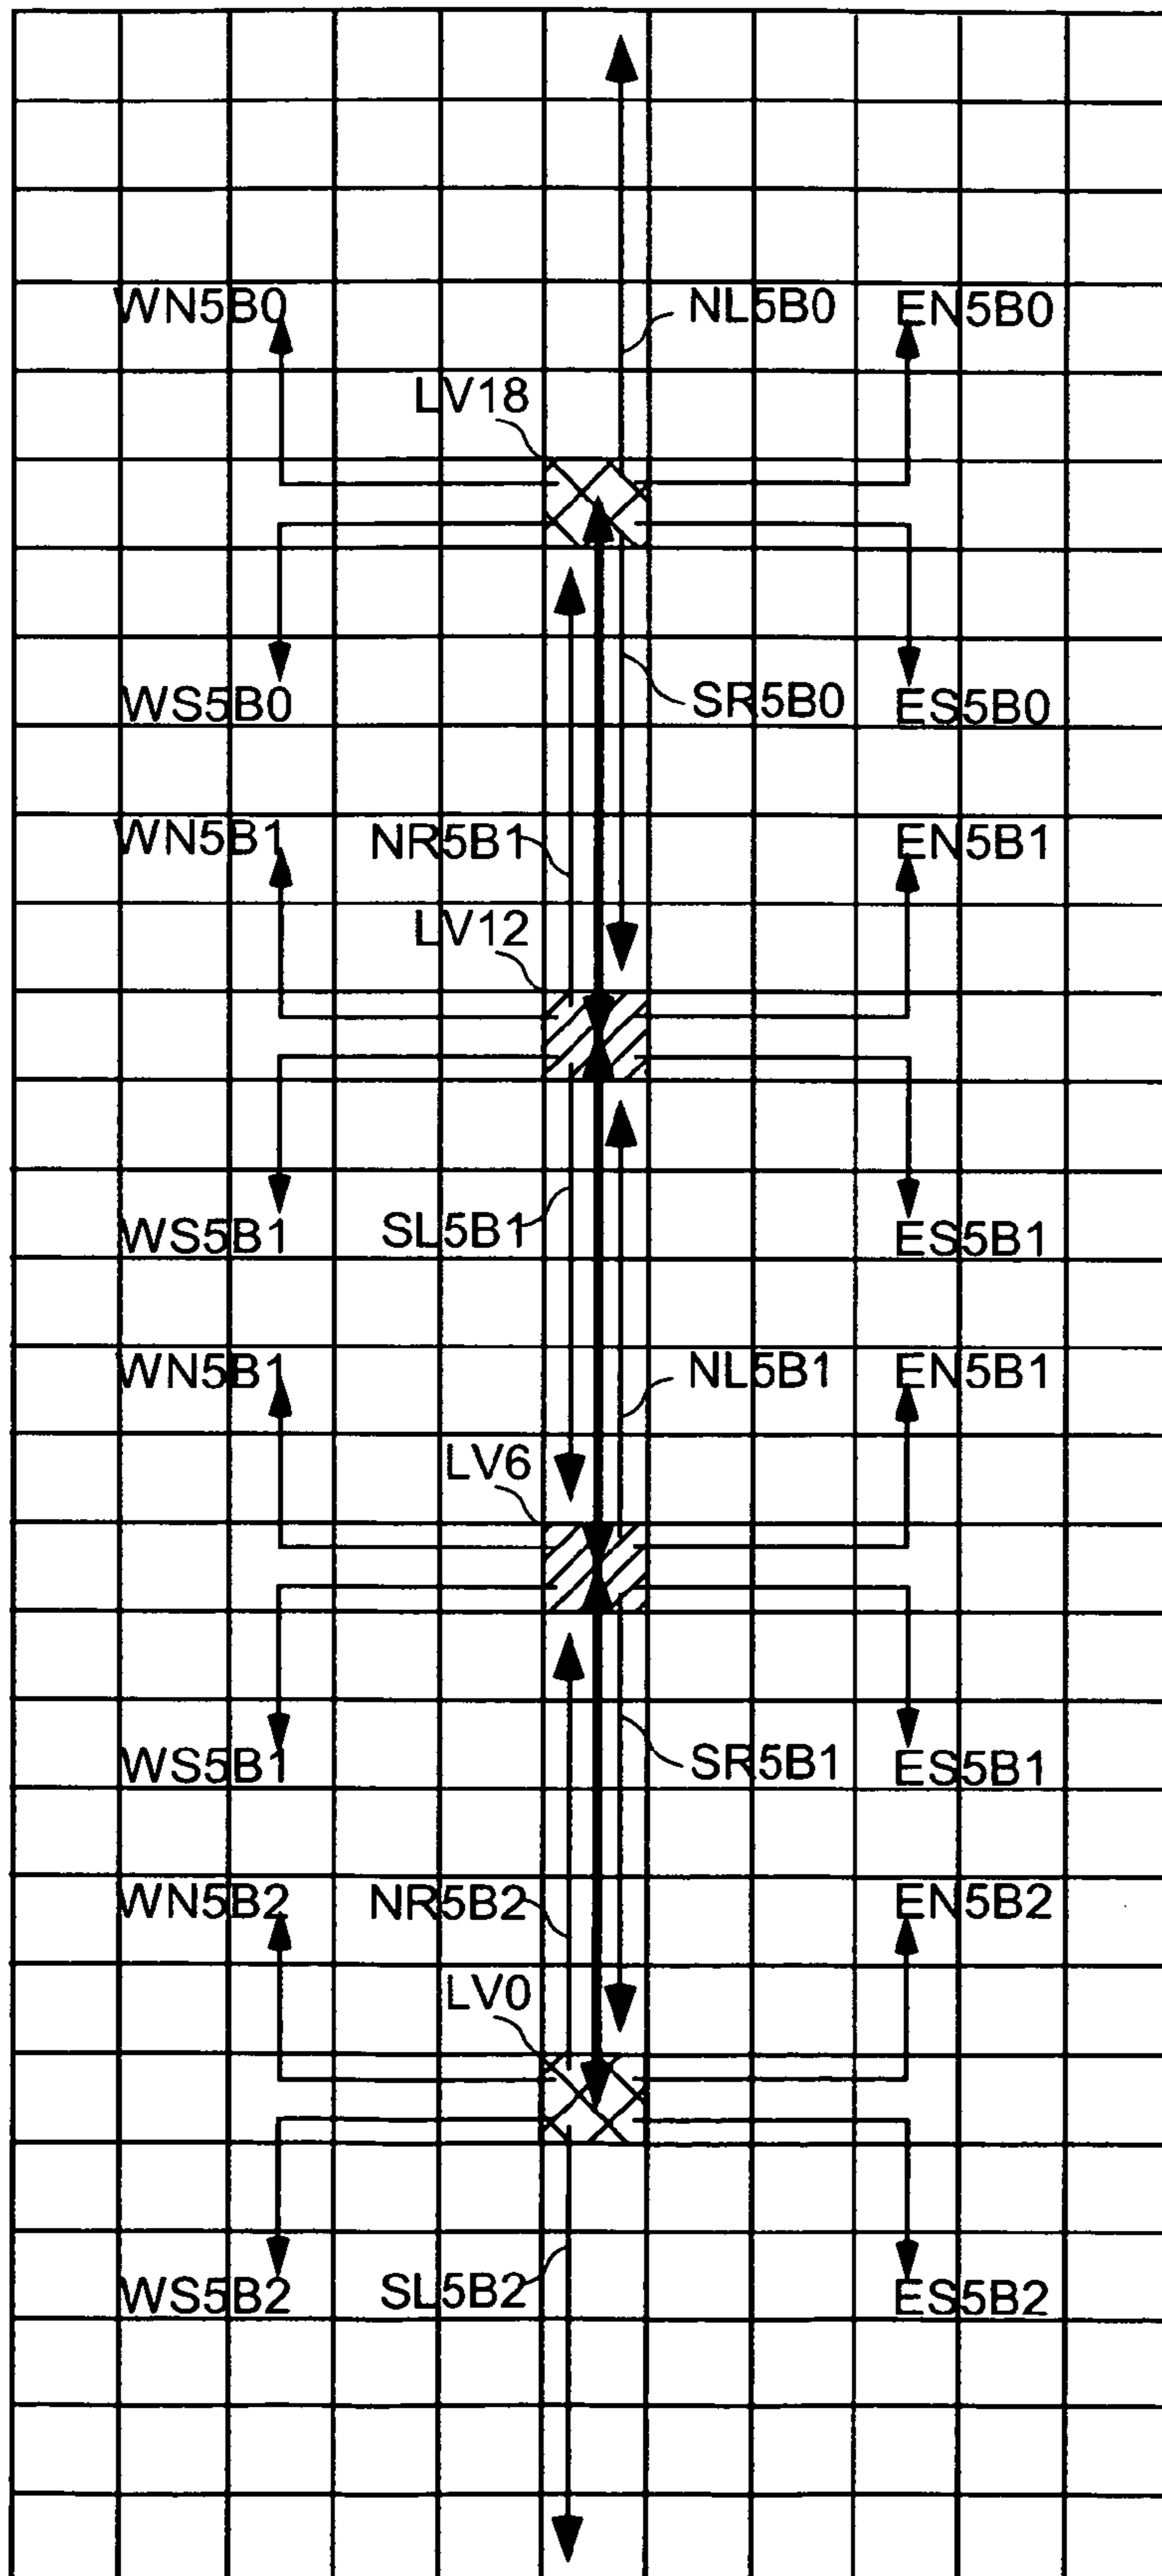 WN5B0 NL5B0 EN5B0
LV18
WS5B0 SR5B0 ES5B0
WN5B1 NR5B1 EN5B1
LV12
WS5B1 SL5B1 ES5B1
WN5B1 NL5B1 EN5B1
LV6
WS5B1 SR5B1 ES5B1
WN5B2 NR5B2 EN5B2
LV0
WS5B2 SL5B2 ES5B2